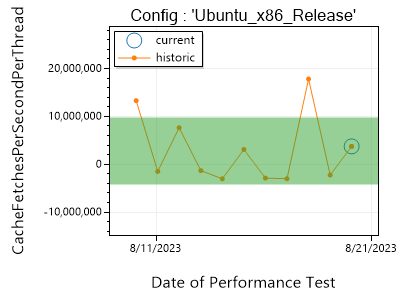 Config : 'Ubuntu_x86_Release'
current
historic
CacheFetchesPerSecondPerThread
20,000,000
10,000,000
0
-10,000,000
8/11/2023
8/21/2023
Date of Performance Test